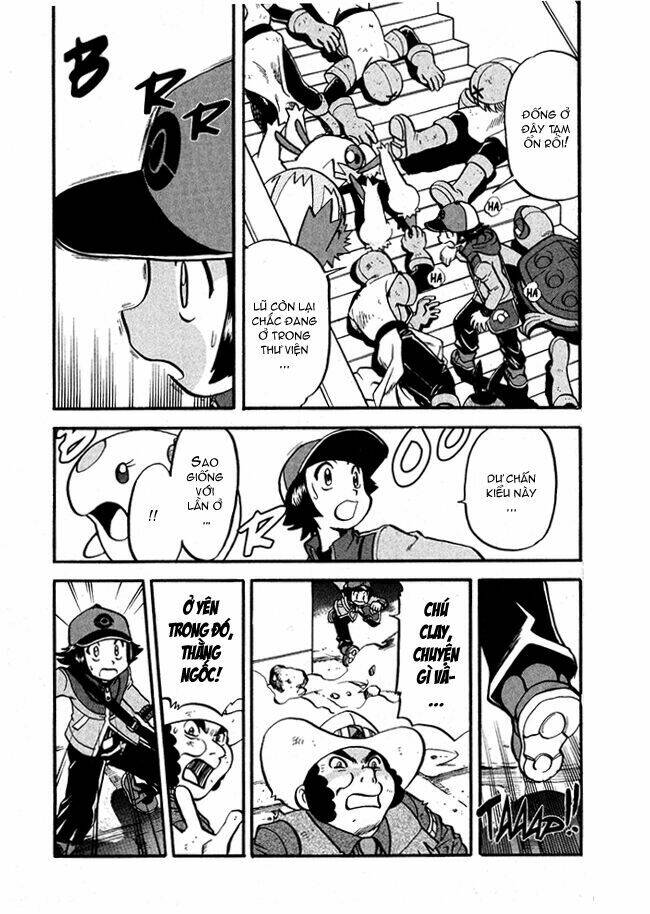 ĐỐNG Ở
ĐÂY TẠM
ỔN RỒI!
HA
HA
HA
LŨ CÒN LẠI
CHẮC ĐANG
Ở TRONG
THƯ VIỆN
...
B
R
R
DƯ CHẤN
KIỂU NÀY
...
OOO
R
SAO
GIỐNG
VỚI
LẦN Ở
...
!!
TAAAP!!
CHÚ
CLAY,
CHUYỆN
GÌ VẬ-
...
Ở YÊN
TRONG ĐÓ,
THẰNG
NGỐC!